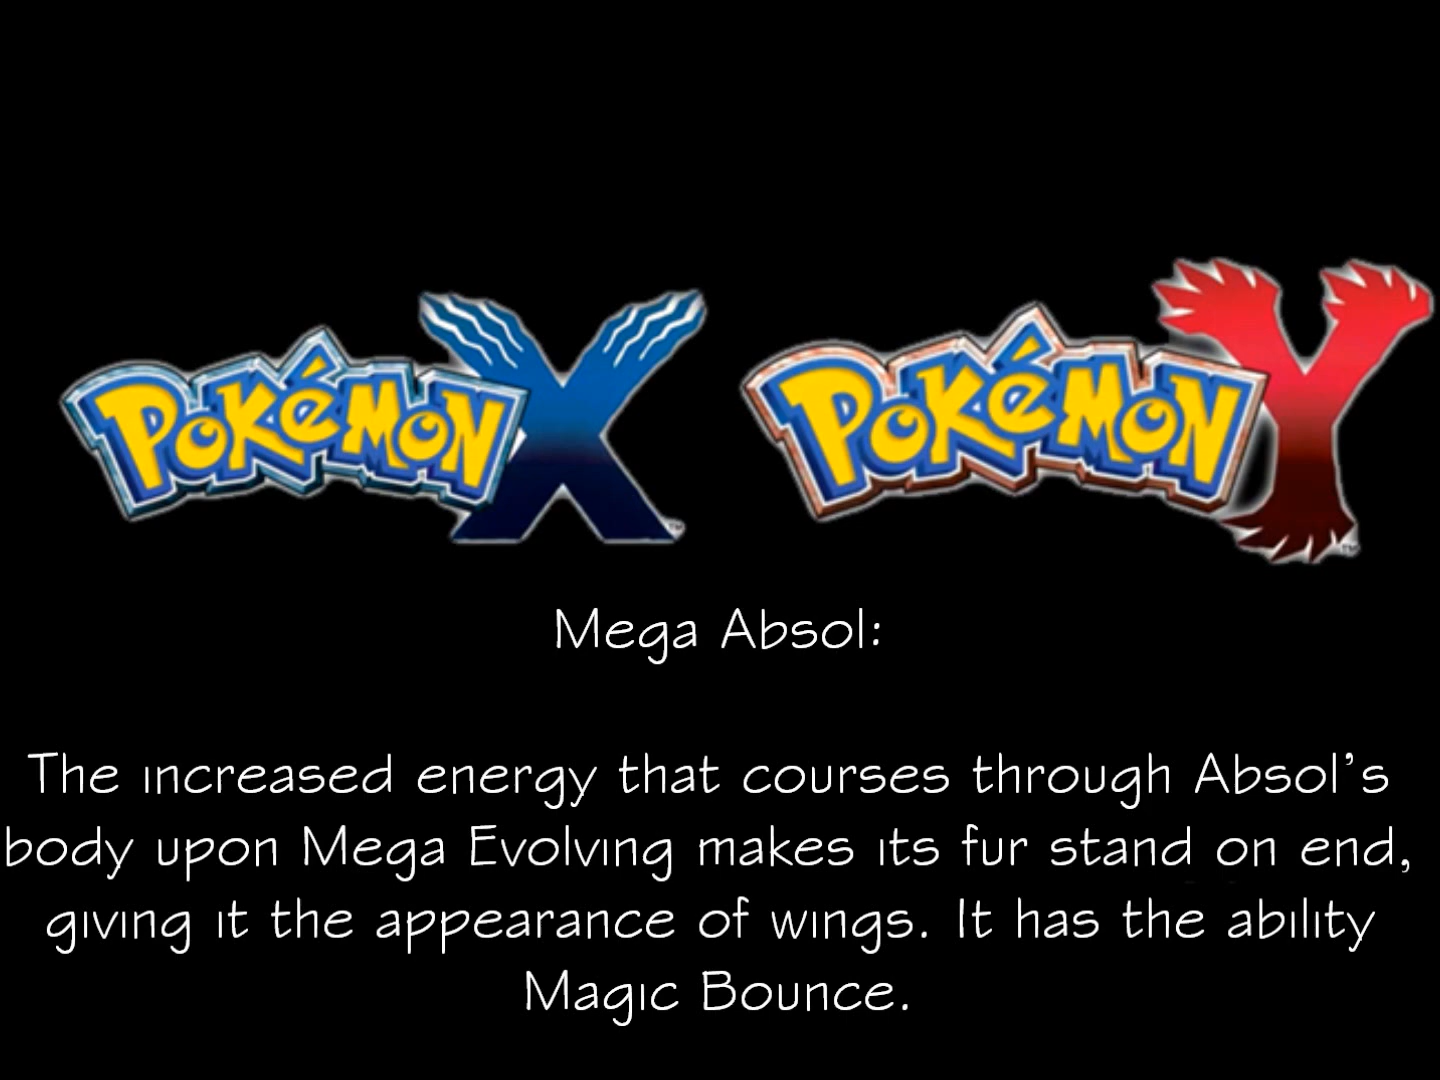 POKéMON X
POKéMON Y
Mega Absol:
The increased energy that courses through Absol's
body upon Mega Evolving makes its fur stand on end,
giving it the appearance of wings. It has the ability
Magic Bounce.